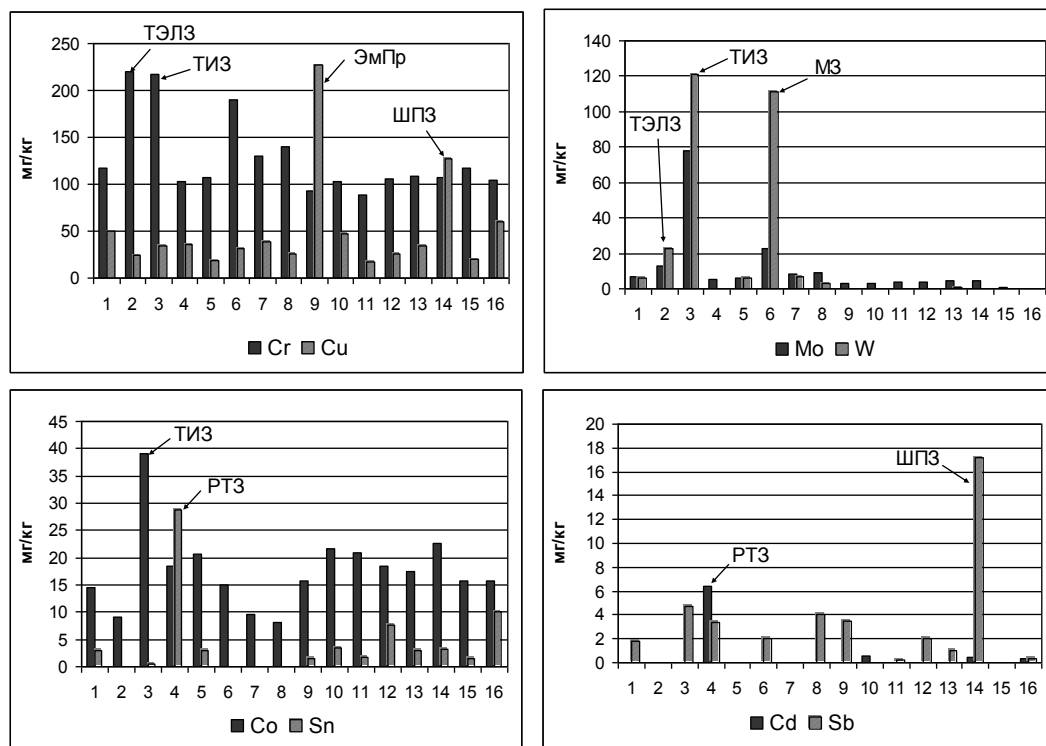 ТЭЛЗ
ТИЗ
ЭмПр
ШПЗ
мг/кг
250
200
150
100
50
0
1 2 3 4 5 6 7 8 9 10 11 12 13 14 15 16
Cr Cu
ТИЗ
МЗ
ТЭЛЗ
мг/кг
140
120
100
80
60
40
20
0
1 2 3 4 5 6 7 8 9 10 11 12 13 14 15 16
Mo W
ТИЗ
РТЗ
мг/кг
45
40
35
30
25
20
15
10
5
0
1 2 3 4 5 6 7 8 9 10 11 12 13 14 15 16
Co Sn
ШПЗ
РТЗ
мг/кг
20
18
16
14
12
10
8
6
4
2
0
1 2 3 4 5 6 7 8 9 10 11 12 13 14 15 16
Cd Sb